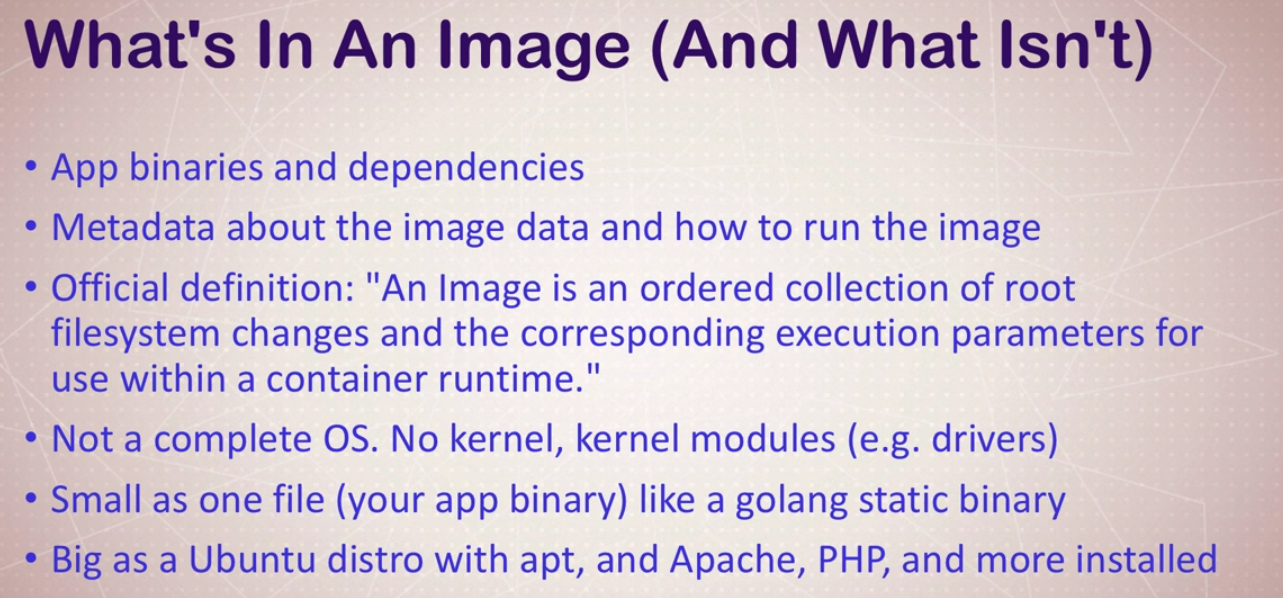 What's In An Image (And What Isn't)
• App binaries and dependencies
• Metadata about the image data and how to run the image
• Official definition: "An Image is an ordered collection of root
filesystem changes and the corresponding execution parameters for
use within a container runtime."
• Not a complete OS. No kernel, kernel modules (e.g. drivers)
• Small as one file (your app binary) like a golang static binary
• Big as a Ubuntu distro with apt, and Apache, PHP, and more installed